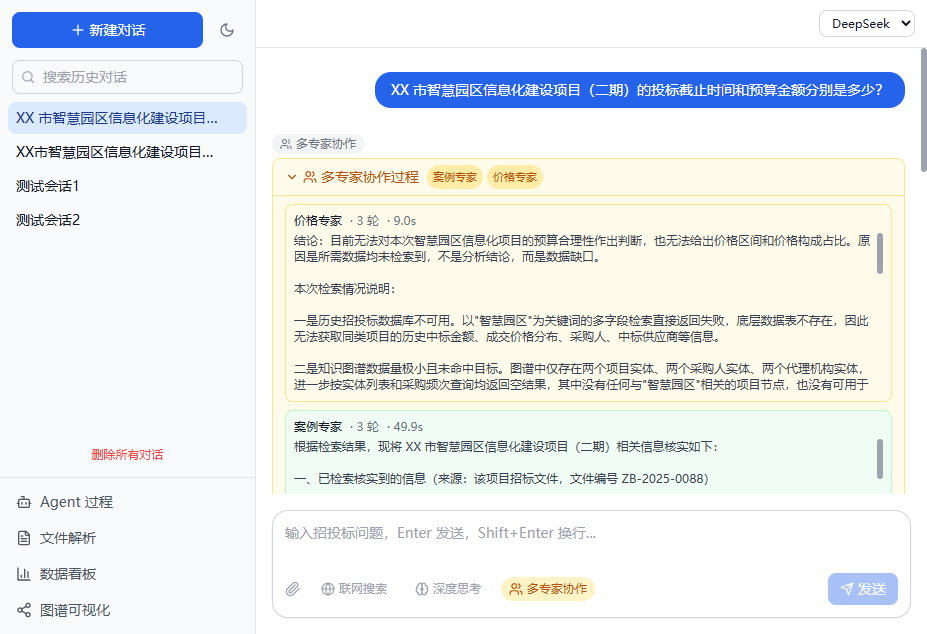 新建对话
搜索历史对话
XX 市智慧园区信息化建设项目...
XX市智慧园区信息化建设项目...
测试会话1
测试会话2
删除所有对话
Agent 过程
文件解析
数据看板
图谱可视化
DeepSeek
XX 市智慧园区信息化建设项目（二期）的投标截止时间和预算金额分别是多少？
多专家协作
多专家协作过程 案例专家 价格专家
价格专家 · 3 轮 · 9.0s
结论：目前无法对本次智慧园区信息化项目的预算合理性作出判断，也无法给出价格区间和价格构成占比。原
因是所需数据均未检索到，不是分析结论，而是数据缺口。
本次检索情况说明：
一是历史招投标数据库不可用。以"智慧园区"为关键词的多字段检索直接返回失败，底层数据表不存在，因此
无法获取同类项目的历史中标金额、成交价格分布、采购人、中标供应商等信息。
二是知识图谱数据量极小且未命中目标。图谱中仅存在两个项目实体、两个采购人实体、两个代理机构实体，
进一步按实体列表和采购频次查询均返回空结果，其中没有任何与"智慧园区"相关的项目节点，也没有可用于
案例专家 · 3 轮 · 49.9s
根据检索结果，现将 XX 市智慧园区信息化建设项目（二期）相关信息核实如下：
一、已检索核实到的信息（来源：该项目招标文件，文件编号 ZB-2025-0088）
输入招投标问题，Enter 发送，Shift+Enter 换行...
联网搜索 深度思考 多专家协作
发送